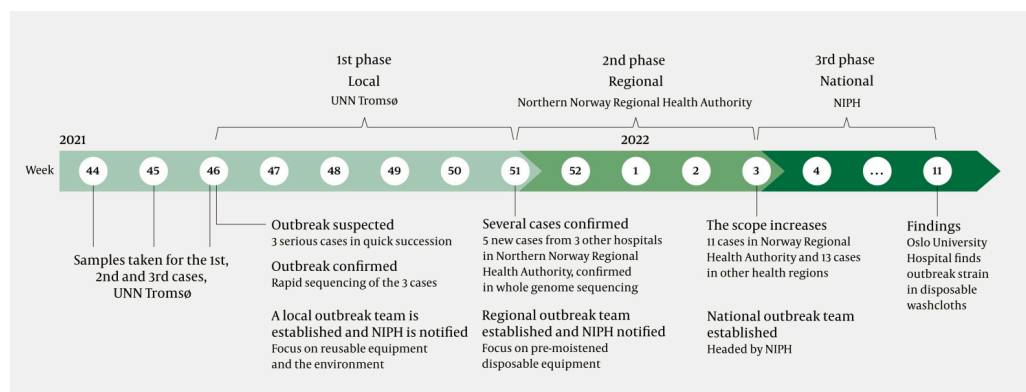 1st phase
Local
UNN Tromsø
2nd phase
Regional
Northern Norway Regional Health Authority
3rd phase
National
NIPH
2021
2022
Week
44
45
46
47
48
49
50
51
52
1
2
3
4
...
11
Samples taken for the 1st,
2nd and 3rd cases,
UNN Tromsø
Outbreak suspected
3 serious cases in quick succession
Outbreak confirmed
Rapid sequencing of the 3 cases
A local outbreak team is
established and NIPH is notified
Focus on reusable equipment
and the environment
Several cases confirmed
5 new cases from 3 other hospitals
in Northern Norway Regional
Health Authority, confirmed
in whole genome sequencing
Regional outbreak team
established and NIPH notified
Focus on pre-moistened
disposable equipment
The scope increases
11 cases in Norway Regional
Health Authority and 13 cases
in other health regions
National outbreak team
established
Headed by NIPH
Findings
Oslo University
Hospital finds
outbreak strain
in disposable
washcloths